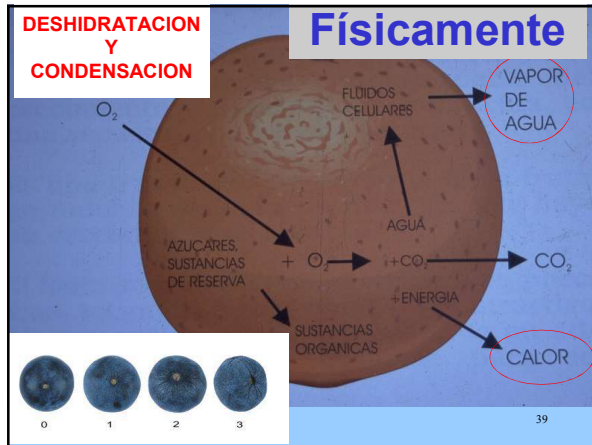 DESHIDRATACION
Y
CONDENSACION
Físicamente
VAPOR
DE
AGUA
FLUIDOS
CELULARES
O₂
AGUA
AZUCARES,
SUSTANCIAS
DE RESERVA
+ O₂
+CO₂
CO₂
+ENERGIA
SUSTANCIAS
ORGANICAS
CALOR
0 1 2 3
39